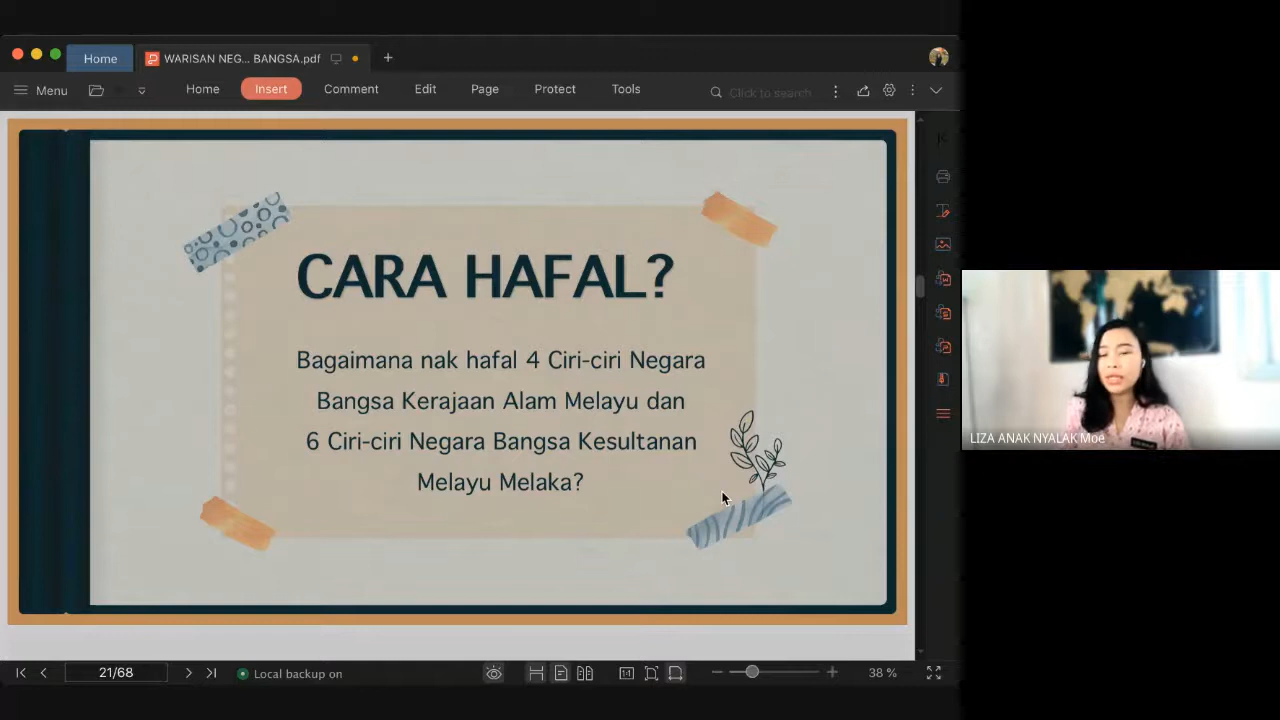 Home
WARISAN NEG... BANGSA.pdf
+
Menu
Home
Insert
Comment
Edit
Page
Protect
Tools
Click to search
CARA HAFAL?
Bagaimana nak hafal 4 Ciri-ciri Negara
Bangsa Kerajaan Alam Melayu dan
6 Ciri-ciri Negara Bangsa Kesultanan
Melayu Melaka?
LIZA ANAK NYALAK Moe
21/68
Local backup on
1:1
38 %